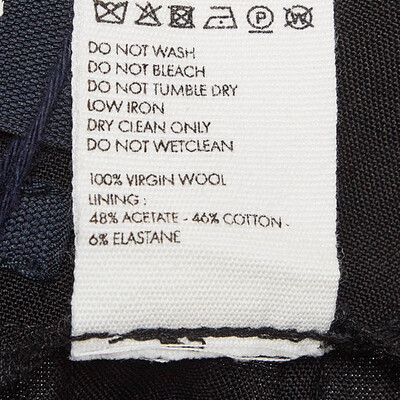 DO NOT WASH
DO NOT BLEACH
DO NOT TUMBLE DRY
LOW IRON
DRY CLEAN ONLY
DO NOT WETCLEAN
100% VIRGIN WOOL
LINING :
48% ACETATE - 46% COTTON -
6% ELASTANE